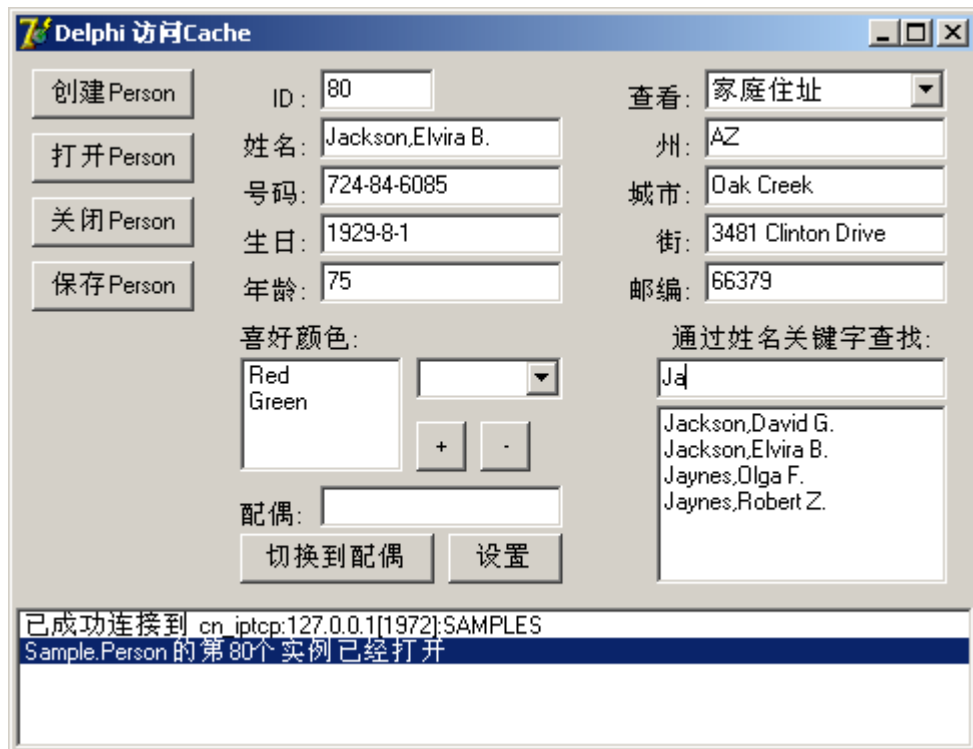 Delphi 访问Cache
创建Person
打开Person
关闭Person
保存Person
ID: 80
姓名: Jackson,Elvira B.
号码: 724-84-6085
生日: 1929-8-1
年龄: 75
查看: 家庭住址
州: AZ
城市: Oak Creek
街: 3481 Clinton Drive
邮编: 66379
喜好颜色:
Red
Green
+ -
配偶:
切换到配偶 设置
通过姓名关键字查找:
Ja
Jackson,David G.
Jackson,Elvira B.
Jaynes,Olga F.
Jaynes,Robert Z.
已成功连接到 cn_iptcp:127.0.0.1[1972]:SAMPLES
Sample.Person 的第80个实例已经打开